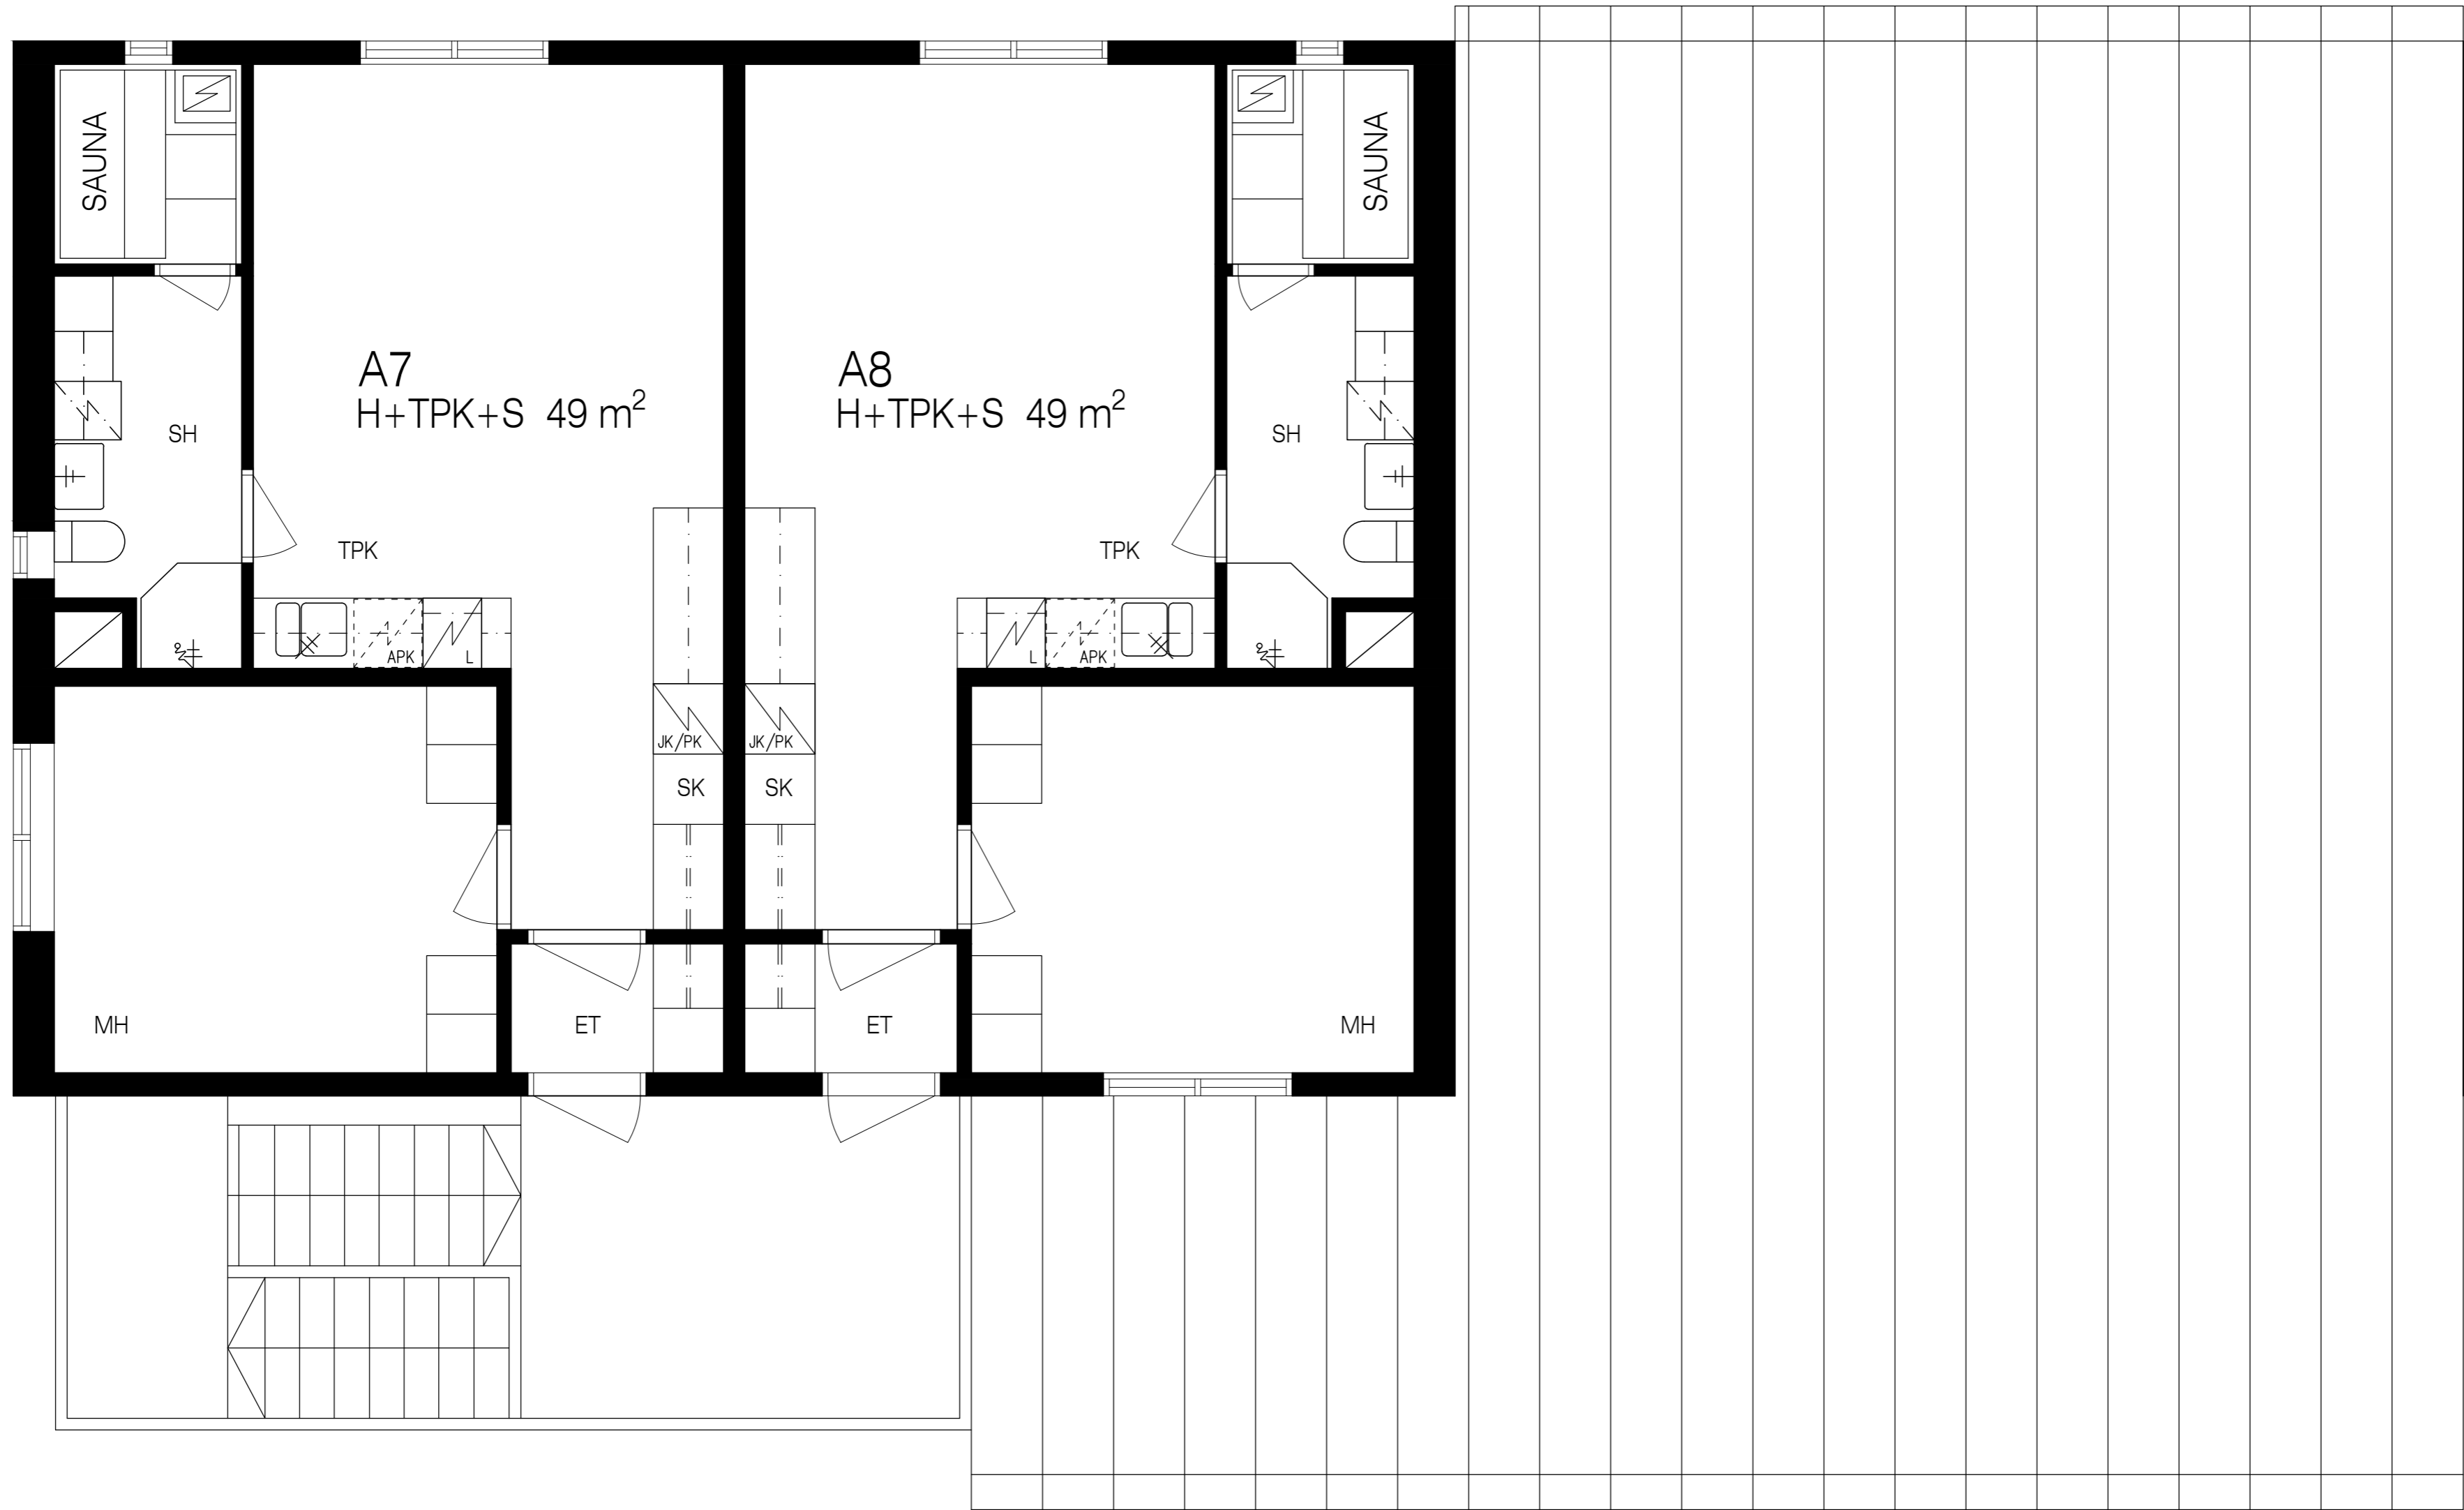 SAUNA
SAUNA
A7
H+TPK+S 49 m²
A8
H+TPK+S 49 m²
SH
SH
TPK
TPK
APK
L
L
APK
JK/PK
JK/PK
SK
SK
MH
ET
ET
MH